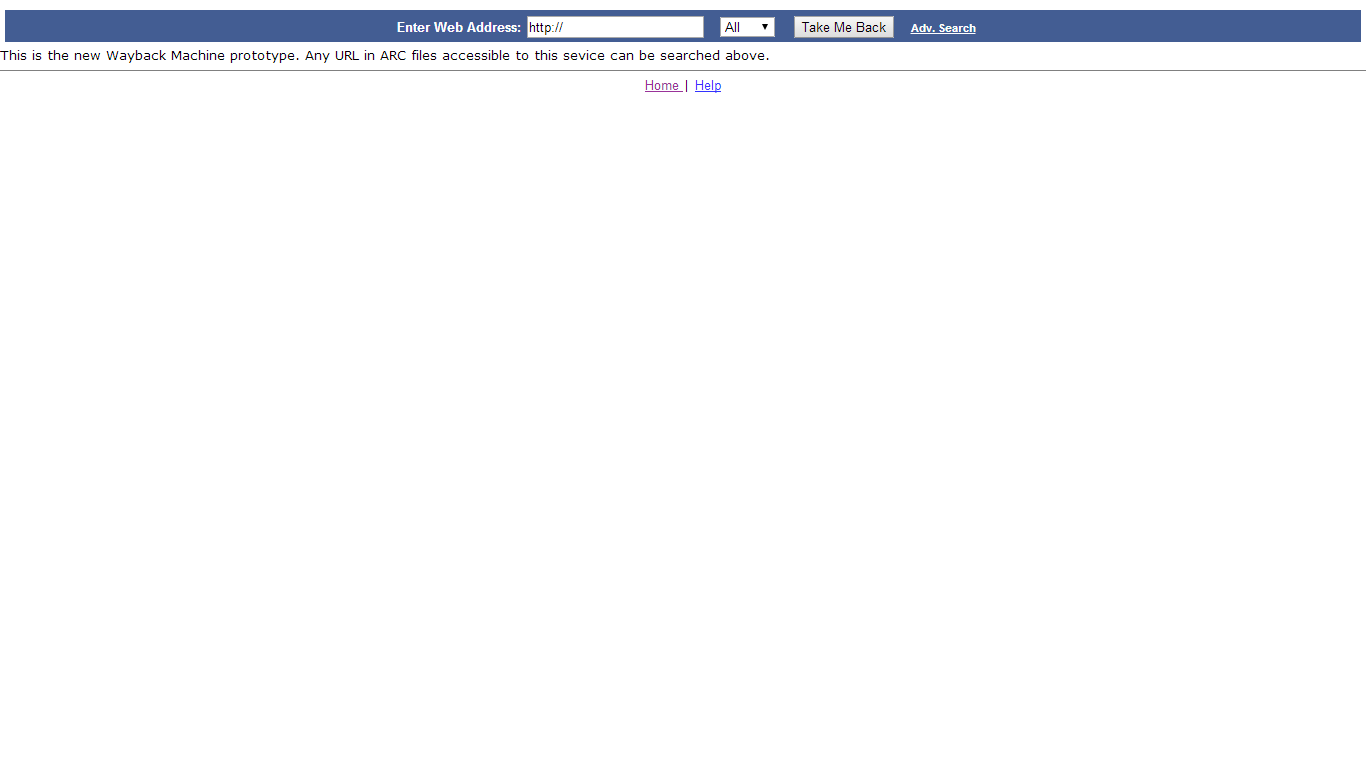 Enter Web Address: http:// All Take Me Back Adv. Search
This is the new Wayback Machine prototype. Any URL in ARC files accessible to this sevice can be searched above.
Home | Help